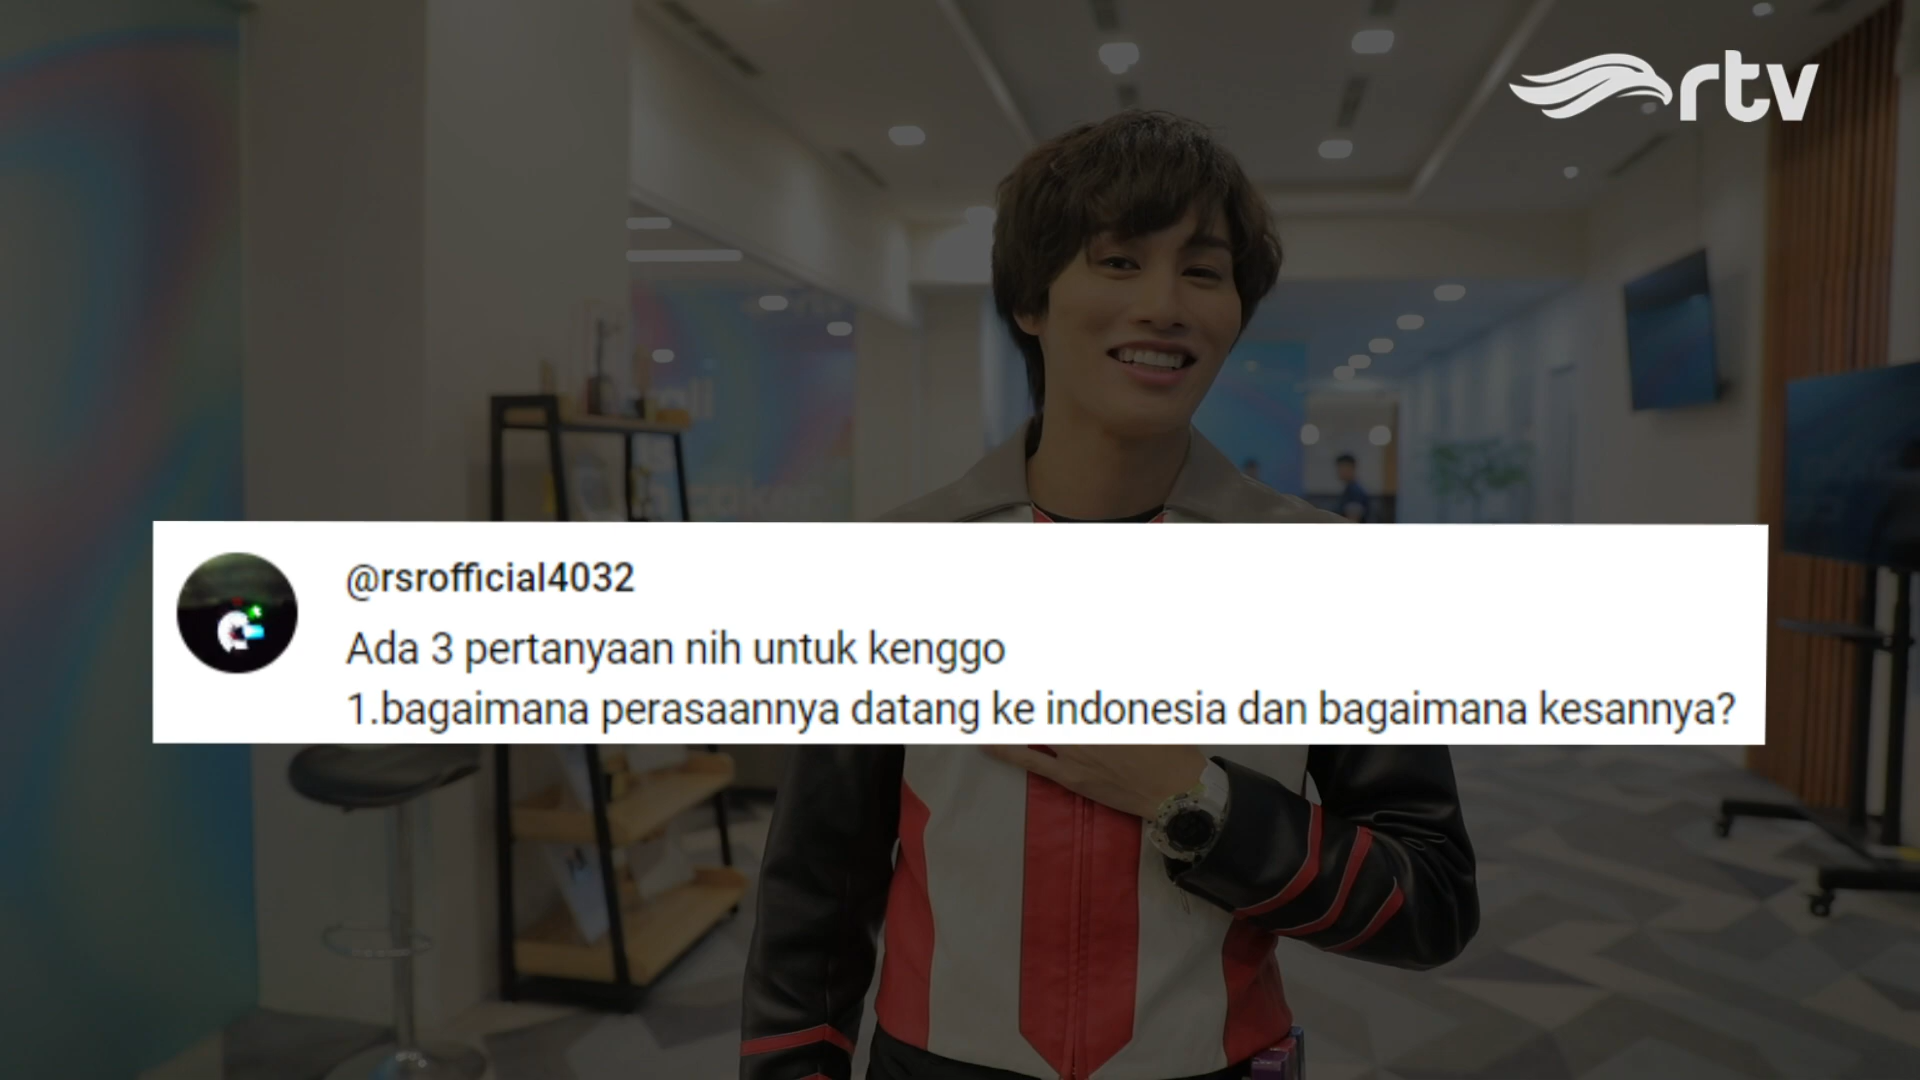 rtv
@rsrofficial4032
Ada 3 pertanyaan nih untuk kenggo
1.bagaimana perasaannya datang ke indonesia dan bagaimana kesannya?